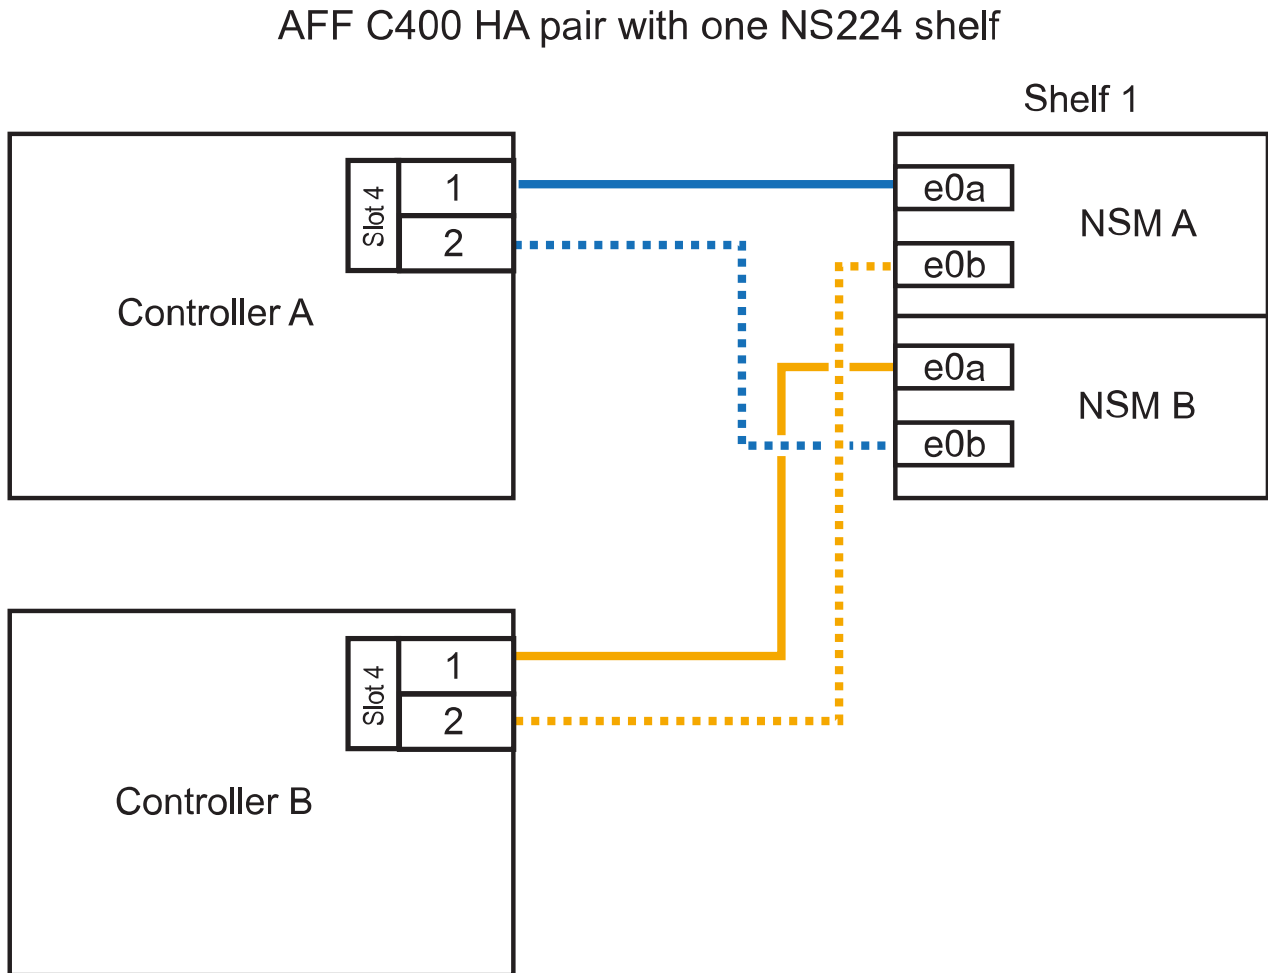 AFF C400 HA pair with one NS224 shelf
Shelf 1
Slot 4
1
2
Controller A
e0a
e0b
NSM A
e0a
e0b
NSM B
Slot 4
1
2
Controller B